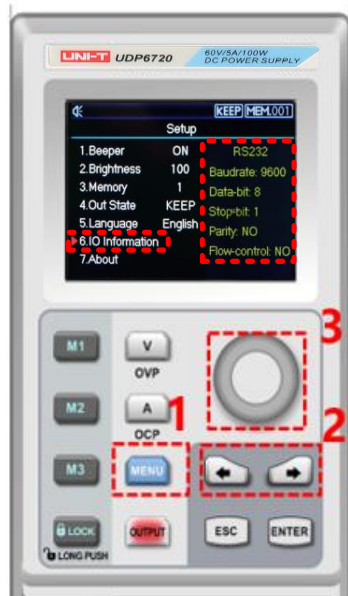 UNI-T UDP6720 60V/5A/100W
DC POWER SUPPLY
KEEP MEM.001
Setup
1.Beeper ON RS232
2.Brightness 100 Baudrate: 9600
3.Memory 1 Data-bit: 8
4.Out State KEEP Stop-bit: 1
5.Language English Parity: NO
6.IO Information Flow-control: NO
7.About
3
M1 V
OVP
M2 A 1 2
OCP
M3 MENU
LOCK OUTPUT ESC ENTER
LONG PUSH